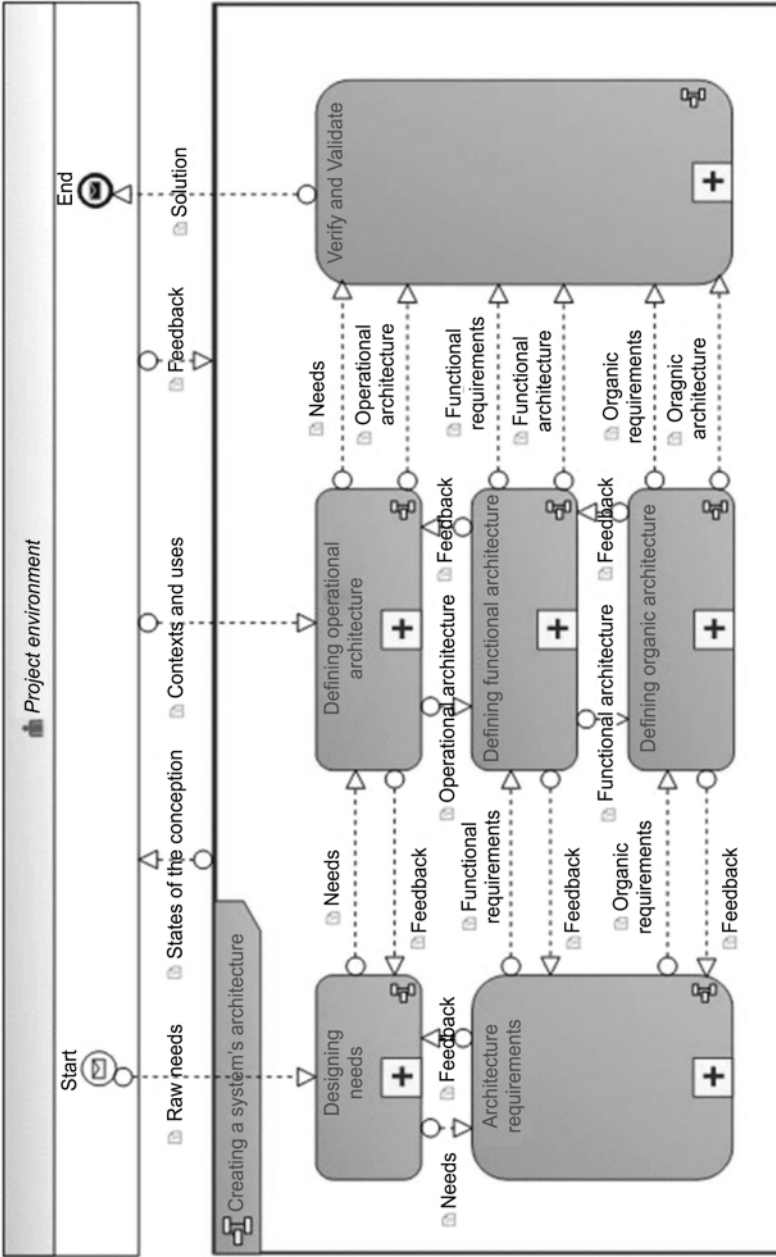 Project environment
Start
End
Raw needs
States of the conception
Contexts and uses
Feedback
Solution
Creating a system's architecture
Designing
needs
Needs
Feedback
Defining operational
architecture
Needs
Operational
architecture
Verify and Validate
Needs
Feedback
Operational architecture
Feedback
Architecture
requirements
Functional
requirements
Feedback
Defining functional architecture
Functional
requirements
Functional
architecture
Functional architecture
Feedback
Organic
requirements
Feedback
Defining organic architecture
Organic
requirements
Oragnic
architecture